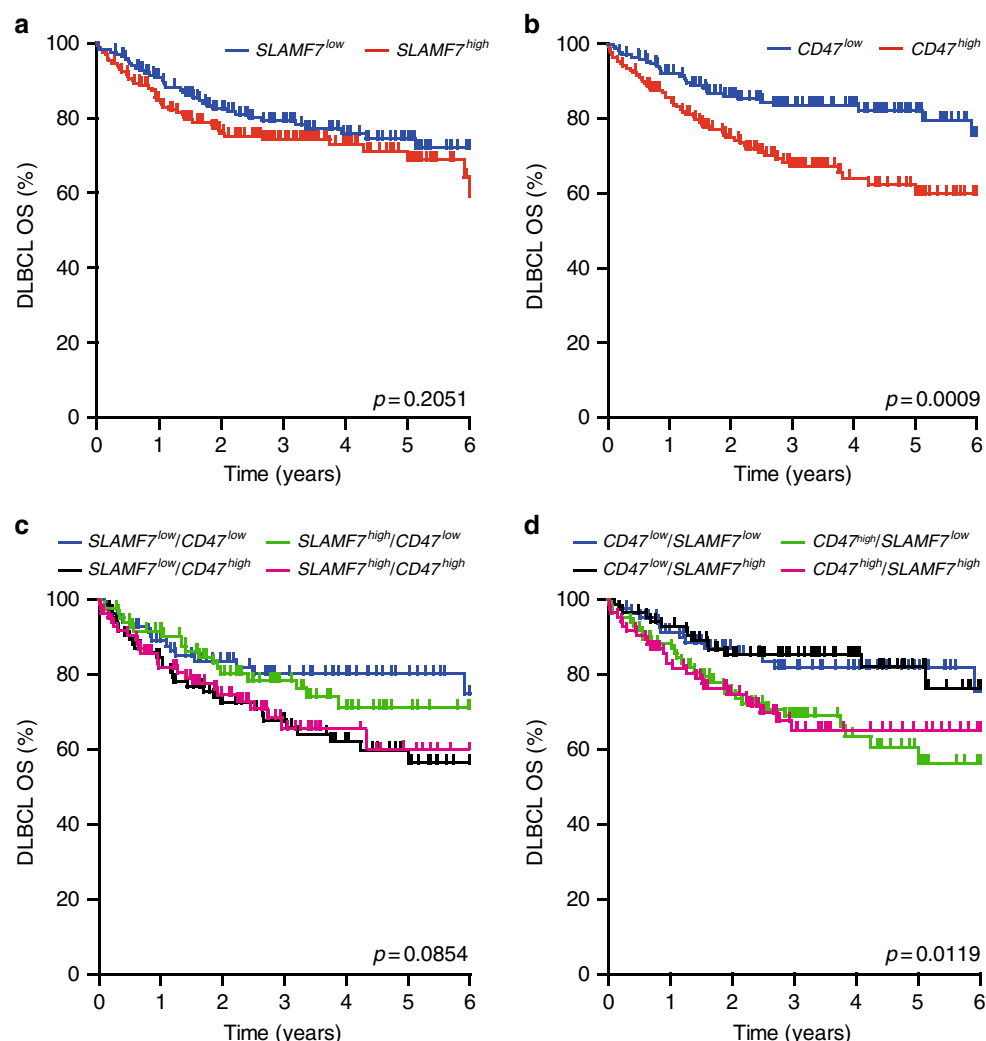 a
SLAMF7low SLAMF7high
100
80
60
40
20
0
DLBCL OS (%)
p=0.2051
0 1 2 3 4 5 6
Time (years)
b
CD47low CD47high
100
80
60
40
20
0
DLBCL OS (%)
p=0.0009
0 1 2 3 4 5 6
Time (years)
c
SLAMF7low/CD47low SLAMF7high/CD47low
SLAMF7low/CD47high SLAMF7high/CD47high
100
80
60
40
20
0
DLBCL OS (%)
p=0.0854
0 1 2 3 4 5 6
Time (years)
d
CD47low/SLAMF7low CD47high/SLAMF7low
CD47low/SLAMF7high CD47high/SLAMF7high
100
80
60
40
20
0
DLBCL OS (%)
p=0.0119
0 1 2 3 4 5 6
Time (years)